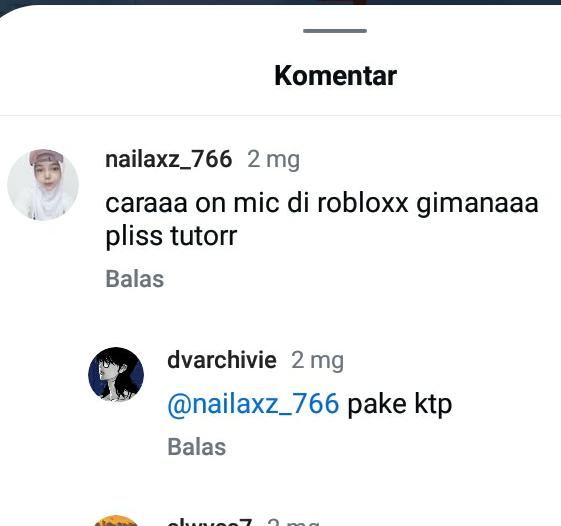 Komentar
nailaxz_766 2 mg
caraaa on mic di robloxx gimanaaa
pliss tutorr
Balas
dvarchivie 2 mg
@nailaxz_766 pake ktp
Balas
2 mg